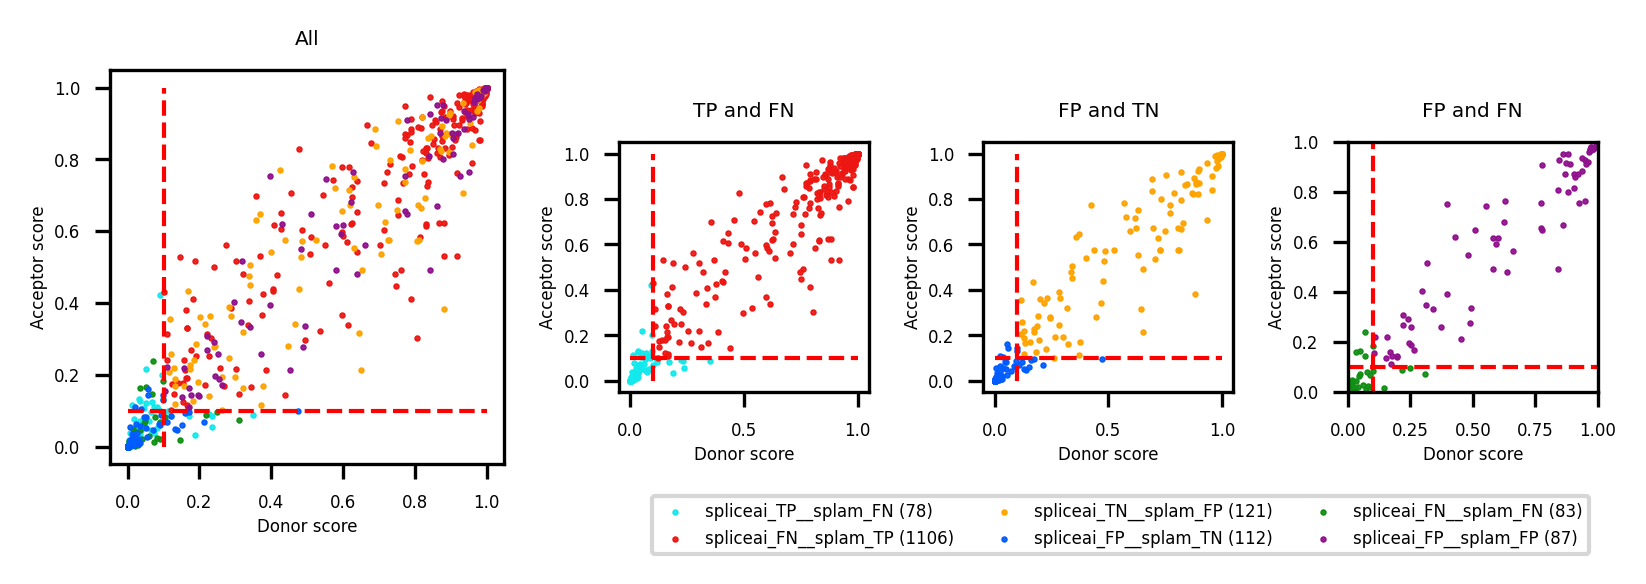 All
1.0
0.8
0.6
0.4
0.2
0.0
Acceptor score
0.0 0.2 0.4 0.6 0.8 1.0
Donor score
TP and FN
1.0
0.8
0.6
0.4
0.2
0.0
Acceptor score
0.0 0.5 1.0
Donor score
FP and TN
1.0
0.8
0.6
0.4
0.2
0.0
Acceptor score
0.0 0.5 1.0
Donor score
FP and FN
1.0
0.8
0.6
0.4
0.2
0.0
Acceptor score
0.00 0.25 0.50 0.75 1.00
Donor score
spliceai_TP__splam_FN (78)
spliceai_FN__splam_TP (1106)
spliceai_TN__splam_FP (121)
spliceai_FP__splam_TN (112)
spliceai_FN__splam_FN (83)
spliceai_FP__splam_FP (87)